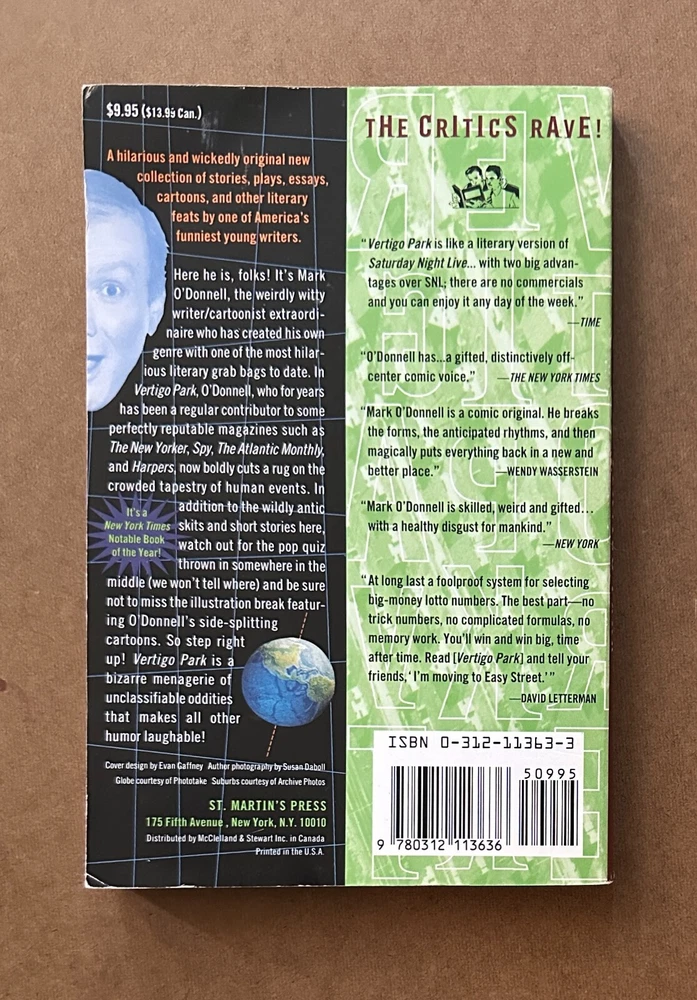 $9.95 ($13.99 Can.)
A hilarious and wickedly original new
collection of stories, plays, essays,
cartoons, and other literary
feats by one of America's
funniest young writers.
Here he is, folks! It's Mark
O'Donnell, the weirdly witty
writer/cartoonist extraordi-
naire who has created his own
genre with one of the most hilar-
ious literary grab bags to date. In
Vertigo Park, O'Donnell, who for years
has been a regular contributor to some
perfectly reputable magazines such as
The New Yorker, Spy, The Atlantic Monthly,
and Harpers, now boldly cuts a rug on the
crowded tapestry of human events. In
addition to the wildly antic
skits and short stories here,
watch out for the pop quiz
thrown in somewhere in the
middle (we won't tell where) and be sure
not to miss the illustration break featur-
ing O'Donnell's side-splitting
cartoons. So step right
up! Vertigo Park is a
bizarre menagerie of
unclassifiable oddities
that makes all other
humor laughable!
It's a
New York Times
Notable Book
of the Year!
Cover design by Evan Gaffney Author photography by Susan Daboll
Globe courtesy of Phototake Suburbs courtesy of Archive Photos
ST. MARTIN'S PRESS
175 Fifth Avenue, New York, N.Y. 10010
Distributed by McClelland & Stewart Inc. in Canada
Printed in the U.S.A.
THE CRITICS RAVE!
"Vertigo Park is like a literary version of
Saturday Night Live... with two big advan-
tages over SNL; there are no commercials
and you can enjoy it any day of the week."
—TIME
"O'Donnell has...a gifted, distinctively off-
center comic voice." —THE NEW YORK TIMES
"Mark O'Donnell is a comic original. He breaks
the forms, the anticipated rhythms, and then
magically puts everything back in a new and
better place." —WENDY WASSERSTEIN
"Mark O'Donnell is skilled, weird and gifted...
with a healthy disgust for mankind."
—NEW YORK
"At long last a foolproof system for selecting
big-money lotto numbers. The best part—no
trick numbers, no complicated formulas, no
memory work. You'll win and win big, time
after time. Read [Vertigo Park] and tell your
friends,'I'm moving to Easy Street.'"
—DAVID LETTERMAN
ISBN 0-312-11363-3
50995
9 780312 113636